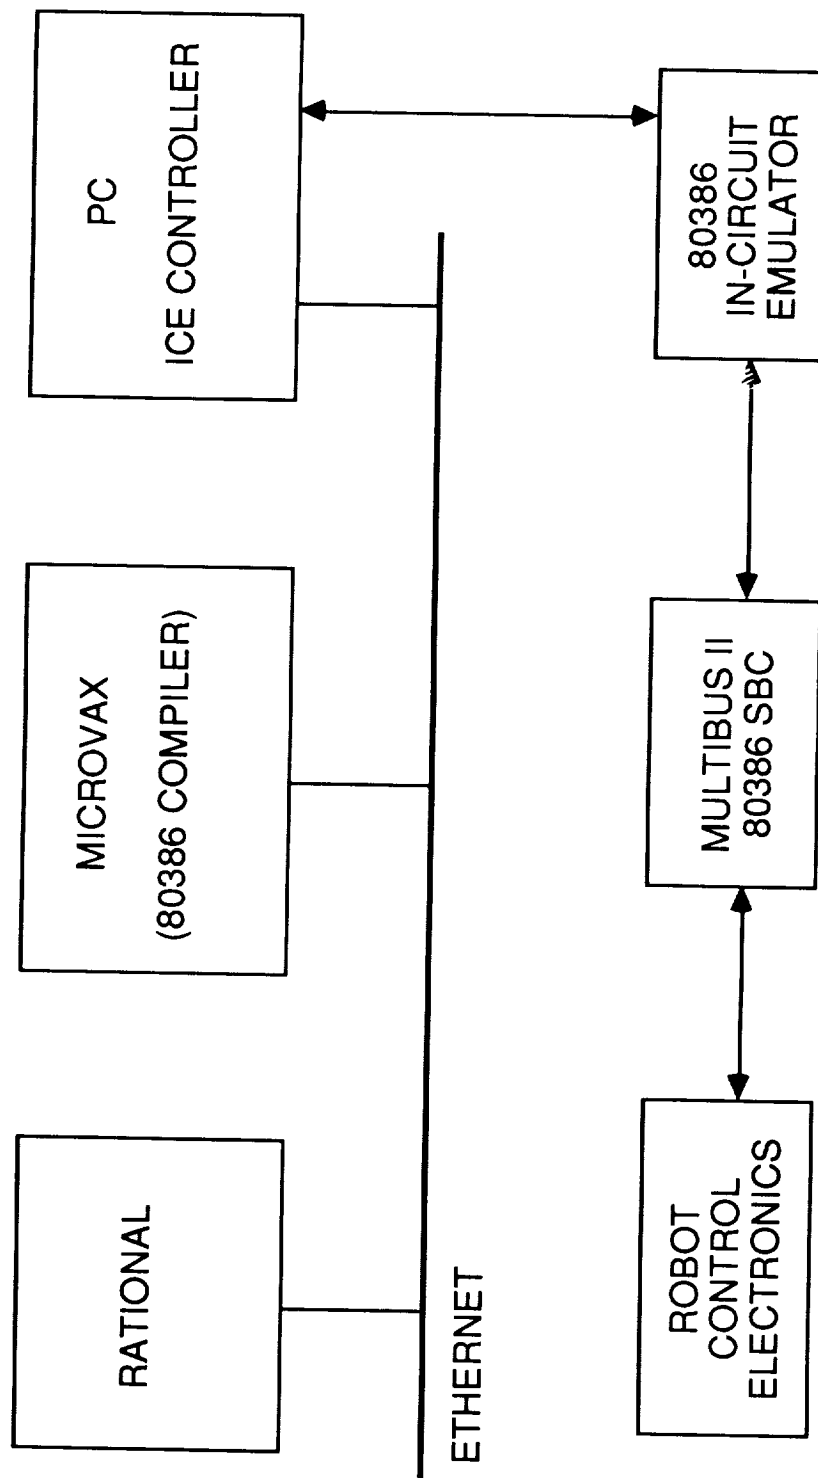 RATIONAL
MICROVAX
(80386 COMPILER)
PC
ICE CONTROLLER
ETHERNET
ROBOT
CONTROL
ELECTRONICS
MULTIBUS II
80386 SBC
80386
IN-CIRCUIT
EMULATOR